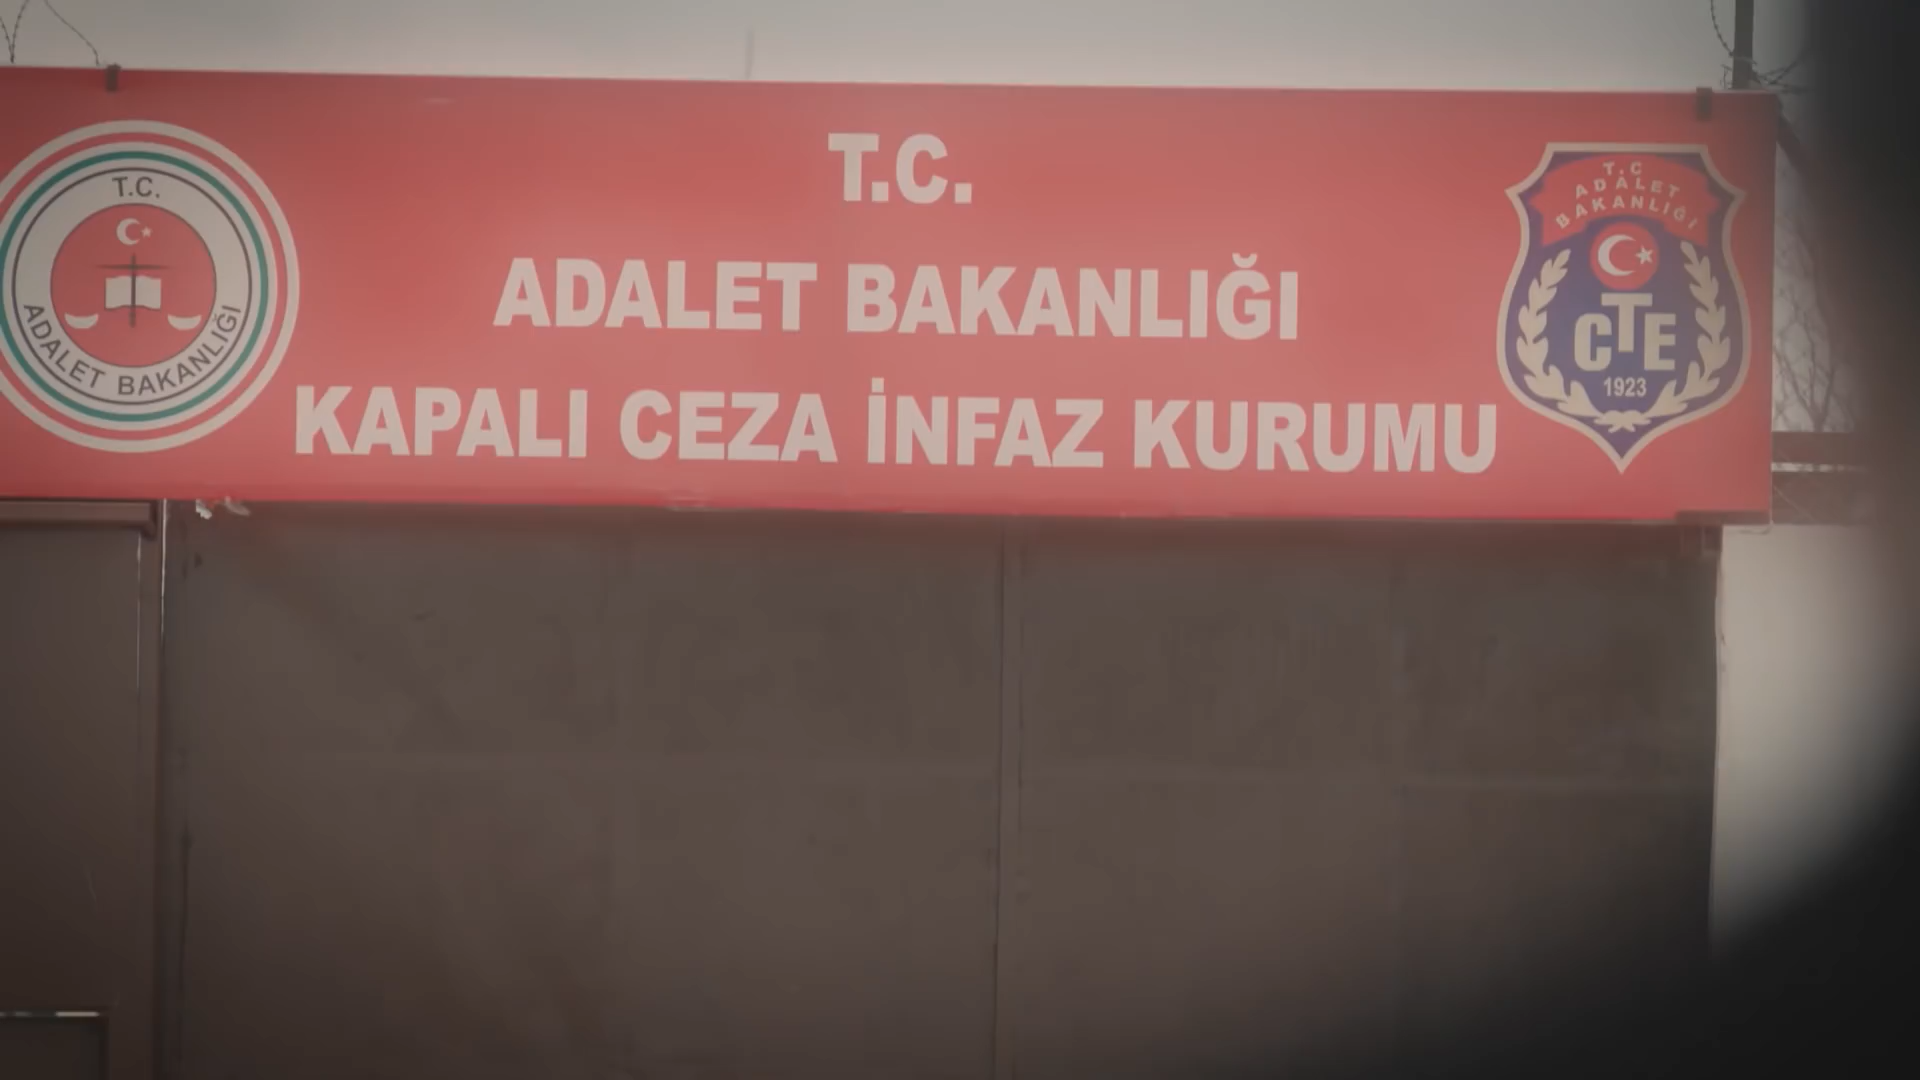 T.C.
ADALET BAKANLIĞI
KAPALI CEZA İNFAZ KURUMU
T.C.
ADALET BAKANLIĞI
T.C
ADALET
BAKANLIĞI
CTE
1923